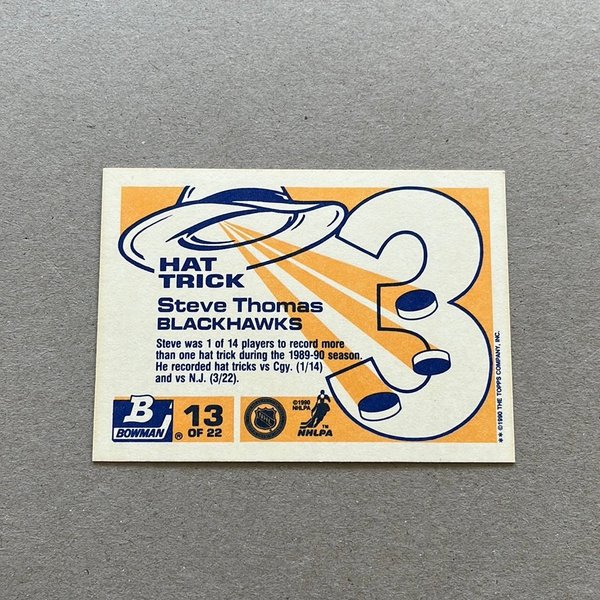 HAT
TRICK
Steve Thomas
BLACKHAWKS
Steve was 1 of 14 players to record more
than one hat trick during the 1989-90 season.
He recorded hat tricks vs Cgy. (1/14)
and vs N.J. (3/22).
3
B
BOWMAN®
13
OF 22
©1990
NHLPA
NHLPA
** ©1990 THE TOPPS COMPANY, INC.